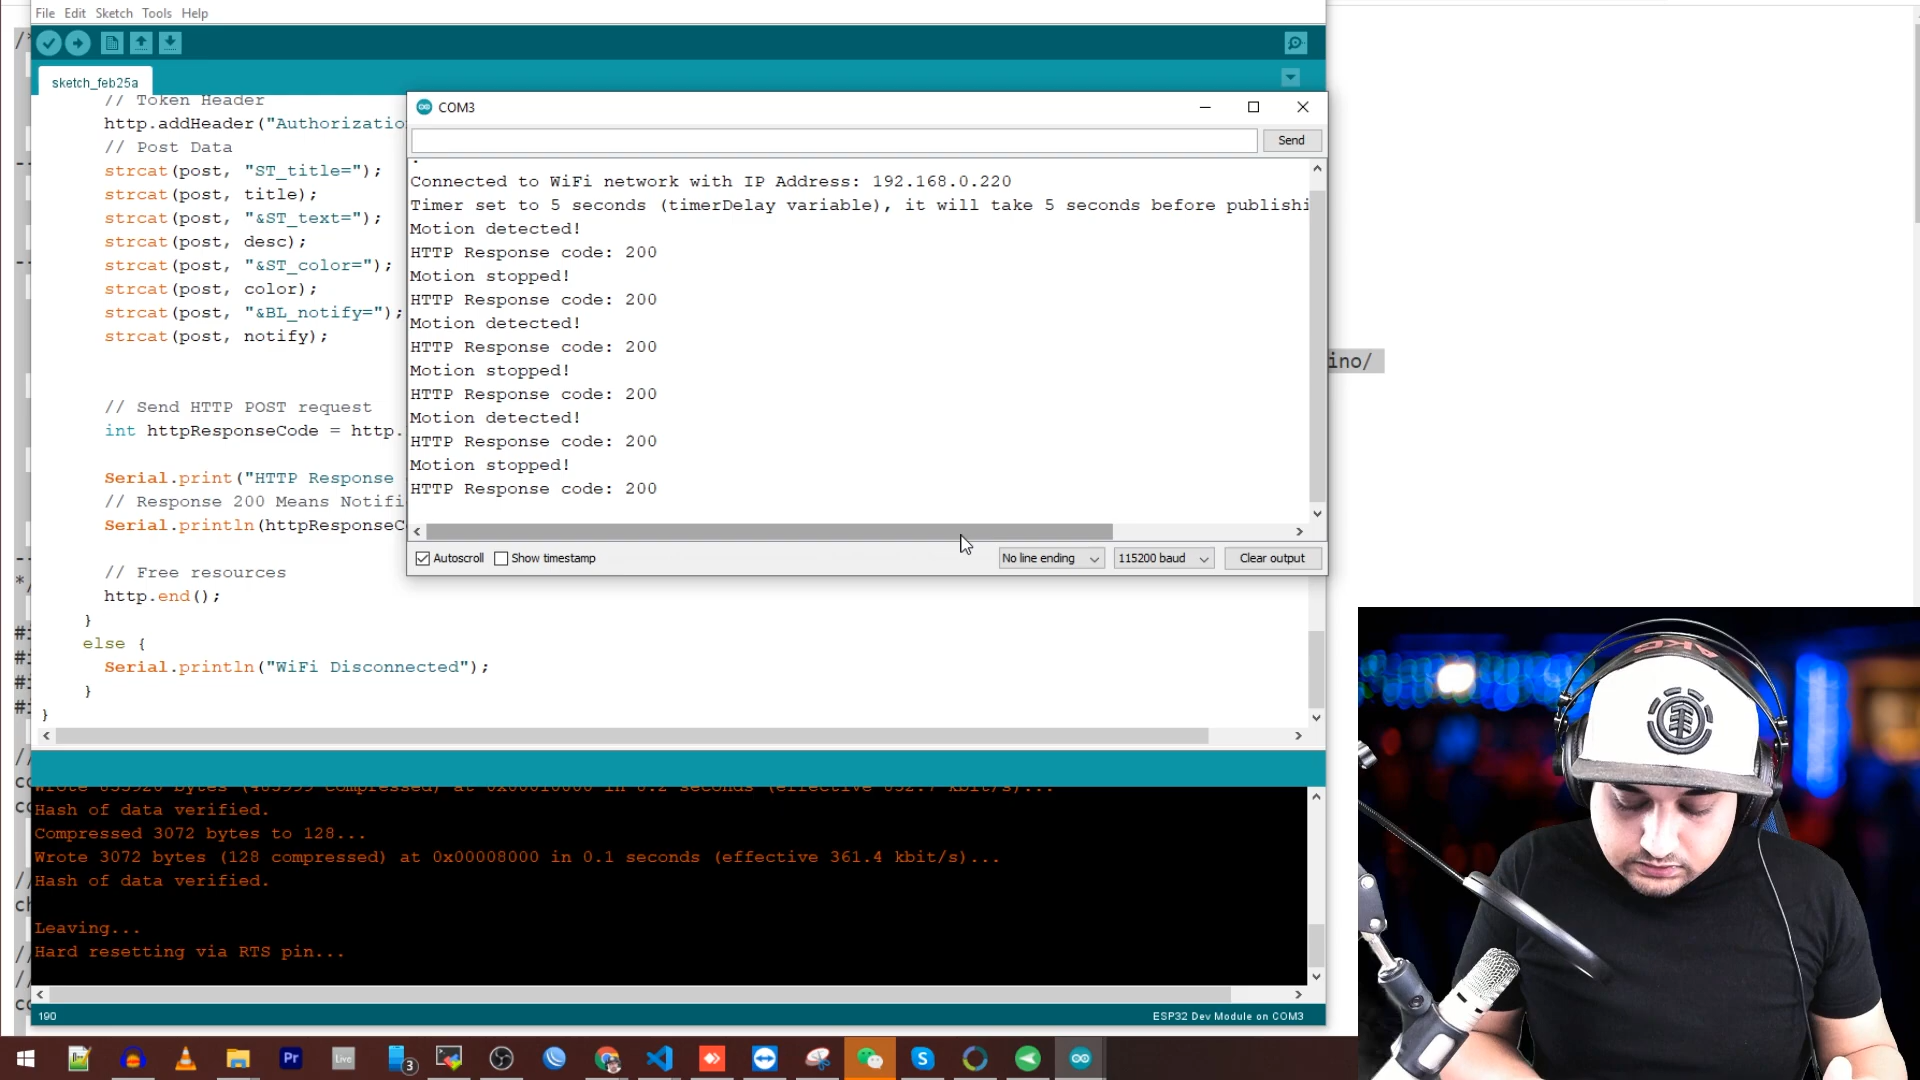 File Edit Sketch Tools Help
sketch_feb25a
// Token Header
http.addHeader("Authorizatio
// Post Data
strcat(post, "ST_title=");
strcat(post, title);
strcat(post, "&ST_text=");
strcat(post, desc);
strcat(post, "&ST_color=");
strcat(post, color);
strcat(post, "&BL_notify=");
strcat(post, notify);
// Send HTTP POST request
int httpResponseCode = http.
Serial.print("HTTP Response
// Response 200 Means Notifi
Serial.println(httpResponseC
// Free resources
http.end();
}
else {
Serial.println("WiFi Disconnected");
}
}
COM3
Send
Connected to WiFi network with IP Address: 192.168.0.220
Timer set to 5 seconds (timerDelay variable), it will take 5 seconds before publishi
Motion detected!
HTTP Response code: 200
Motion stopped!
HTTP Response code: 200
Motion detected!
HTTP Response code: 200
Motion stopped!
HTTP Response code: 200
Motion detected!
HTTP Response code: 200
Motion stopped!
HTTP Response code: 200
Autoscroll Show timestamp No line ending 115200 baud Clear output
ino/
Hash of data verified.
Compressed 3072 bytes to 128...
Wrote 3072 bytes (128 compressed) at 0x00008000 in 0.1 seconds (effective 361.4 kbit/s)...
Hash of data verified.
Leaving...
Hard resetting via RTS pin...
190
ESP32 Dev Module on COM3
AKG
Pr
Live
3
S